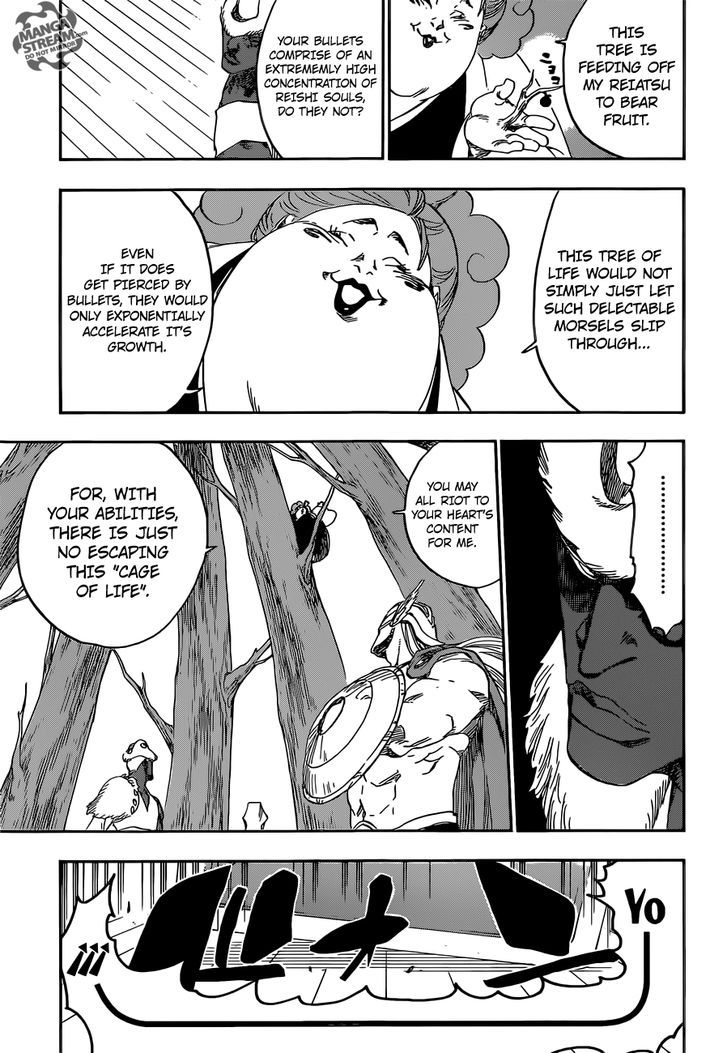 THIS
TREE IS
FEEDING OFF
MY REIATSU
TO BEAR
FRUIT.
YOUR BULLETS
COMPRISE OF AN
EXTREMEMLY HIGH
CONCENTRATION OF
REISHI SOULS,
DO THEY NOT?
MANGA
STREAM.com
DO NOT MIRROR
THIS TREE OF
LIFE WOULD NOT
SIMPLY JUST LET
SUCH DELECTABLE
MORSELS SLIP
THROUGH...
EVEN
IF IT DOES
GET PIERCED BY
BULLETS, THEY WOULD
ONLY EXPONENTIALLY
ACCELERATE IT'S
GROWTH.
..........
YOU MAY
ALL RIOT TO
YOUR HEART'S
CONTENT
FOR ME.
FOR, WITH
YOUR ABILITIES,
THERE IS JUST
NO ESCAPING
THIS "CAGE
OF LIFE".
Yo